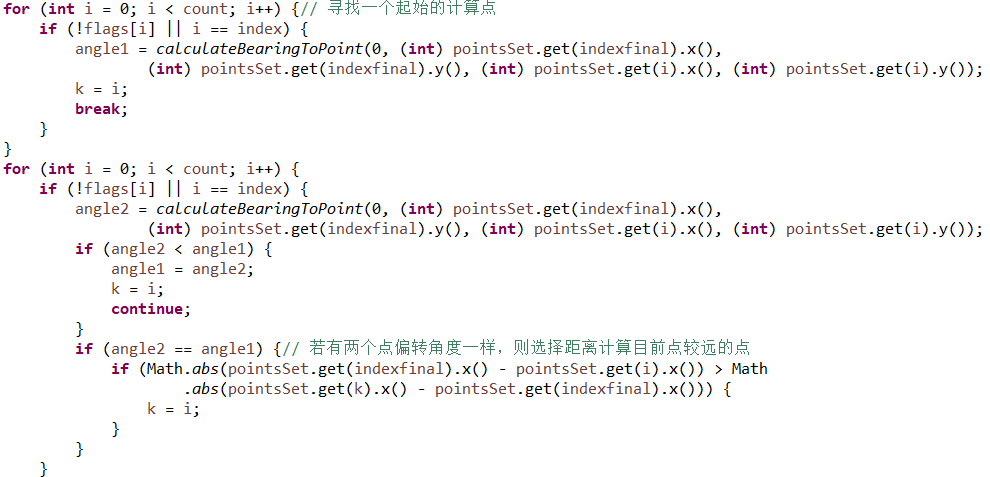 for (int i = 0; i < count; i++) {// 寻找一个起始的计算点
    if (!flags[i] || i == index) {
        angle1 = calculateBearingToPoint(0, (int) pointsSet.get(indexfinal).x(),
                (int) pointsSet.get(indexfinal).y(), (int) pointsSet.get(i).x(), (int) pointsSet.get(i).y());
        k = i;
        break;
    }
}
for (int i = 0; i < count; i++) {
    if (!flags[i] || i == index) {
        angle2 = calculateBearingToPoint(0, (int) pointsSet.get(indexfinal).x(),
                (int) pointsSet.get(indexfinal).y(), (int) pointsSet.get(i).x(), (int) pointsSet.get(i).y());
        if (angle2 < angle1) {
            angle1 = angle2;
            k = i;
            continue;
        }
        if (angle2 == angle1) {// 若有两个点偏转角度一样，则选择距离计算目前点较远的点
            if (Math.abs(pointsSet.get(indexfinal).x() - pointsSet.get(i).x()) > Math
                    .abs(pointsSet.get(k).x() - pointsSet.get(indexfinal).x())) {
                k = i;
            }
        }
    }